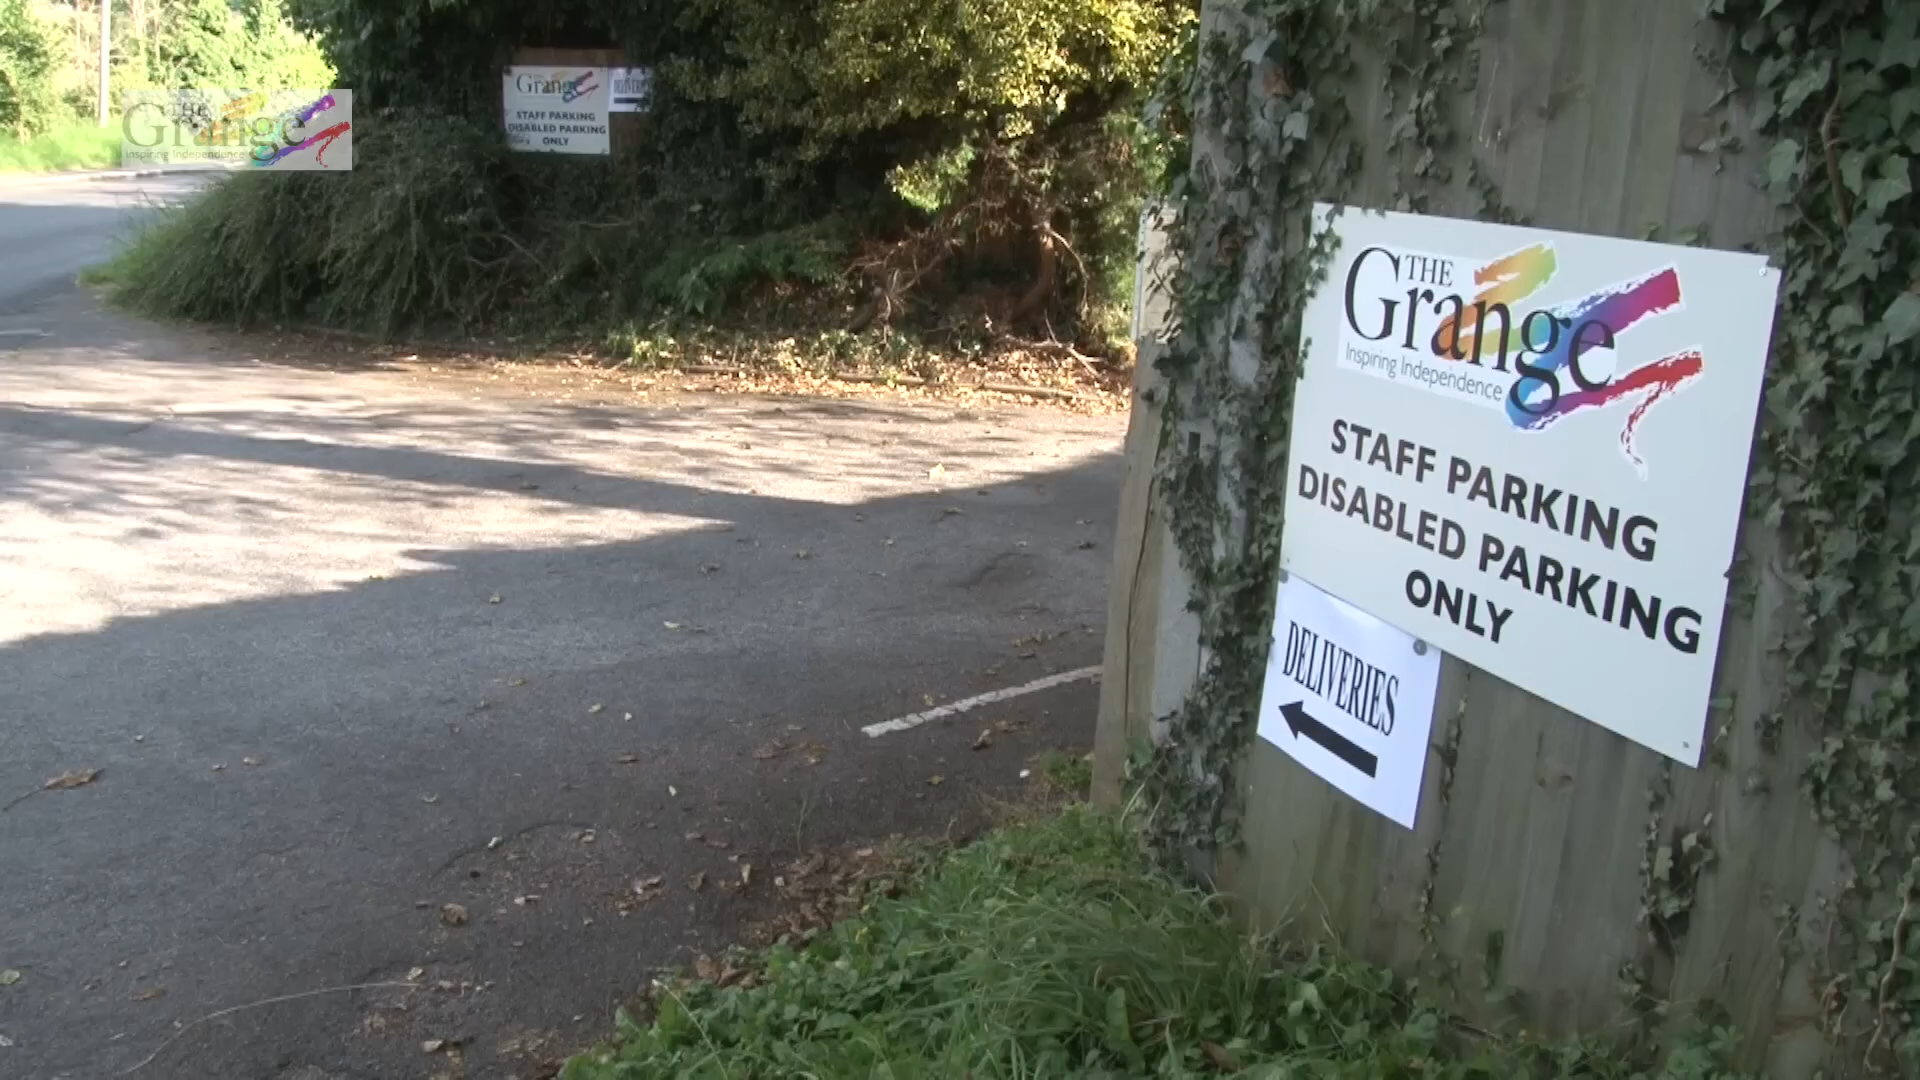 THE
Grange
Inspiring Independence
THE
Grange
STAFF PARKING
DISABLED PARKING
ONLY
DELIVERIES
THE
Grange
Inspiring Independence
STAFF PARKING
DISABLED PARKING
ONLY
DELIVERIES